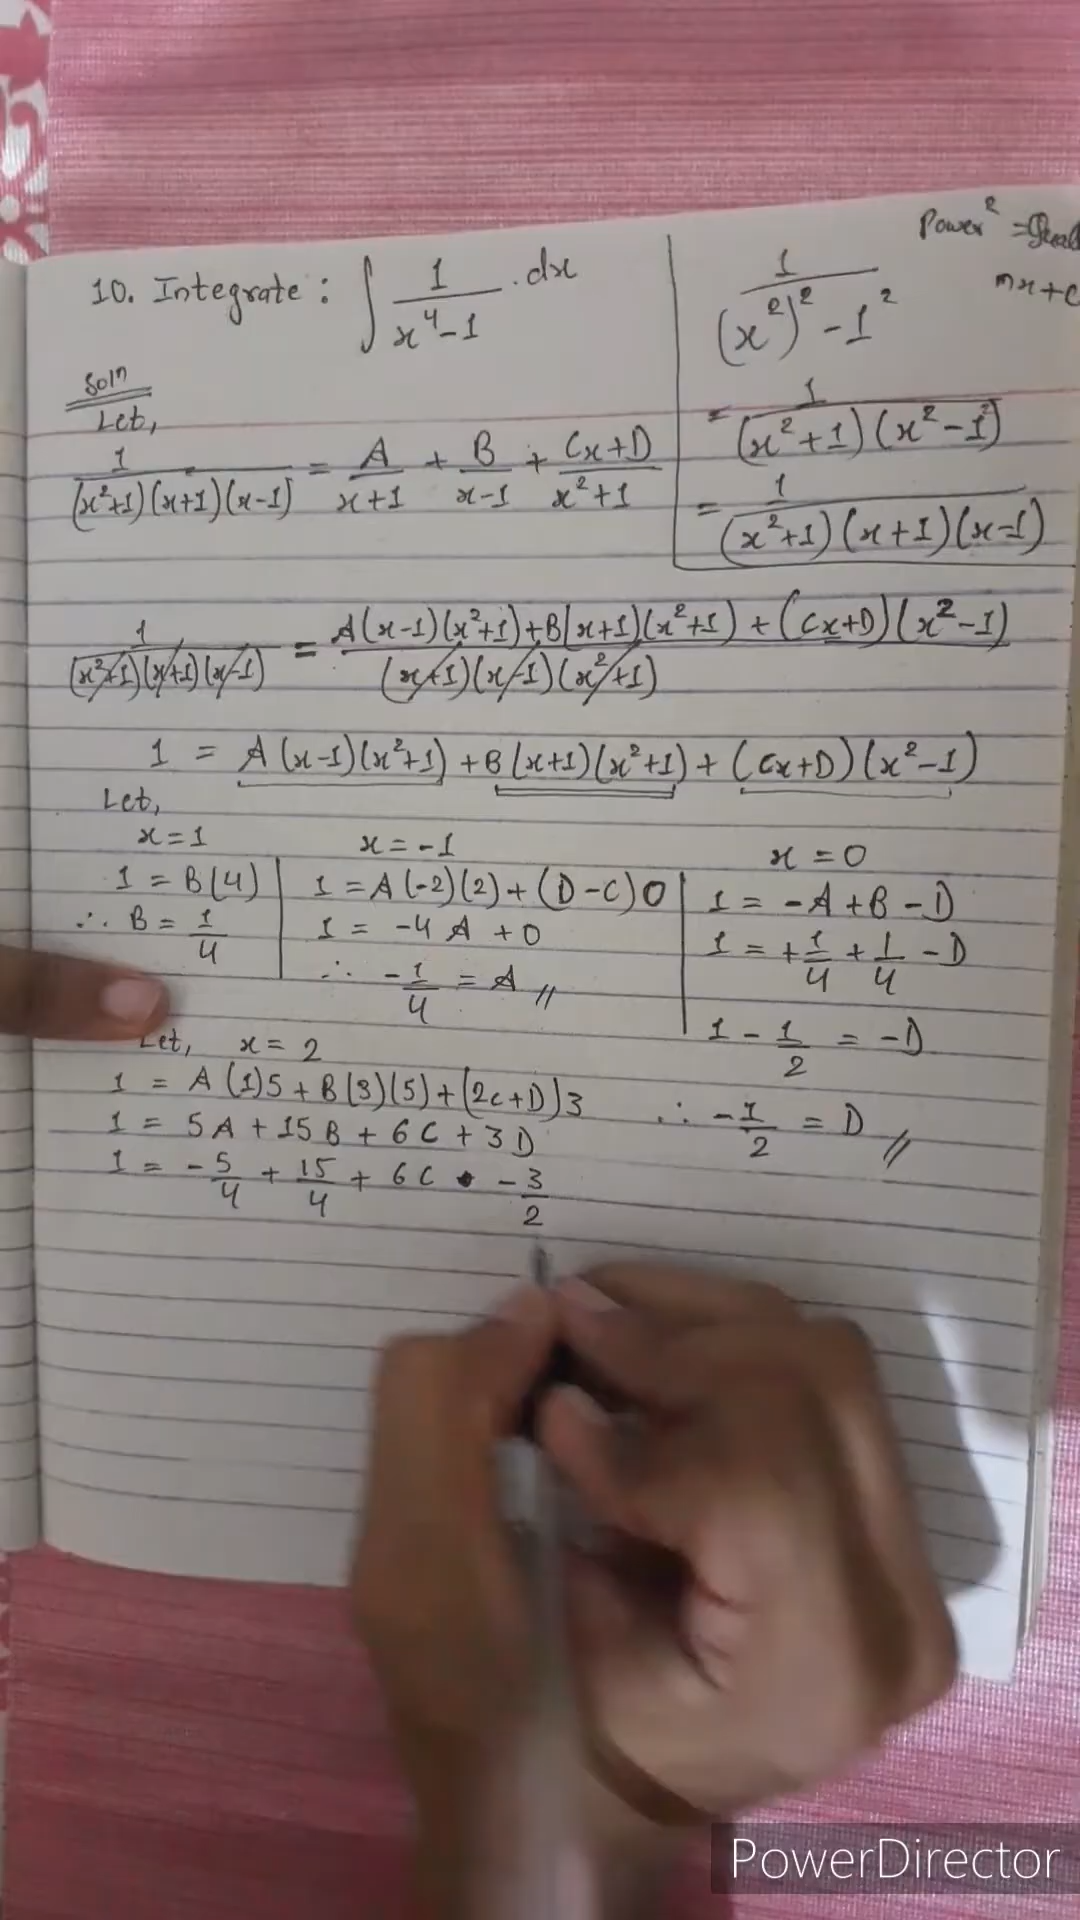 Power² =
mx+c
10. Integrate : ∫ 1/(x⁴-1) .dx
1/((x²)²-1²)
= 1/((x²+1)(x²-1²))
= 1/((x²+1)(x+1)(x-1))
Solⁿ
Let,
1/((x²+1)(x+1)(x-1)) = A/(x+1) + B/(x-1) + (Cx+D)/(x²+1)
1/((x²+1)(x+1)(x-1)) = (A(x-1)(x²+1)+B(x+1)(x²+1)+(Cx+D)(x²-1))/((x+1)(x-1)(x²+1))
1 = A(x-1)(x²+1)+B(x+1)(x²+1)+(Cx+D)(x²-1)
Let,
x=1
1 = B(4)
∴ B = 1/4
x=-1
1 = A(-2)(2)+(D-C)0
1 = -4A+0
∴ -1/4 = A //
x=0
1 = -A+B-D
1 = +1/4+1/4-D
1-1/2 = -D
∴ -1/2 = D //
Let, x=2
1 = A(1)5+B(3)(5)+(2C+D)3
1 = 5A+15B+6C+3D
1 = -5/4+15/4+6C -3/2
PowerDirector